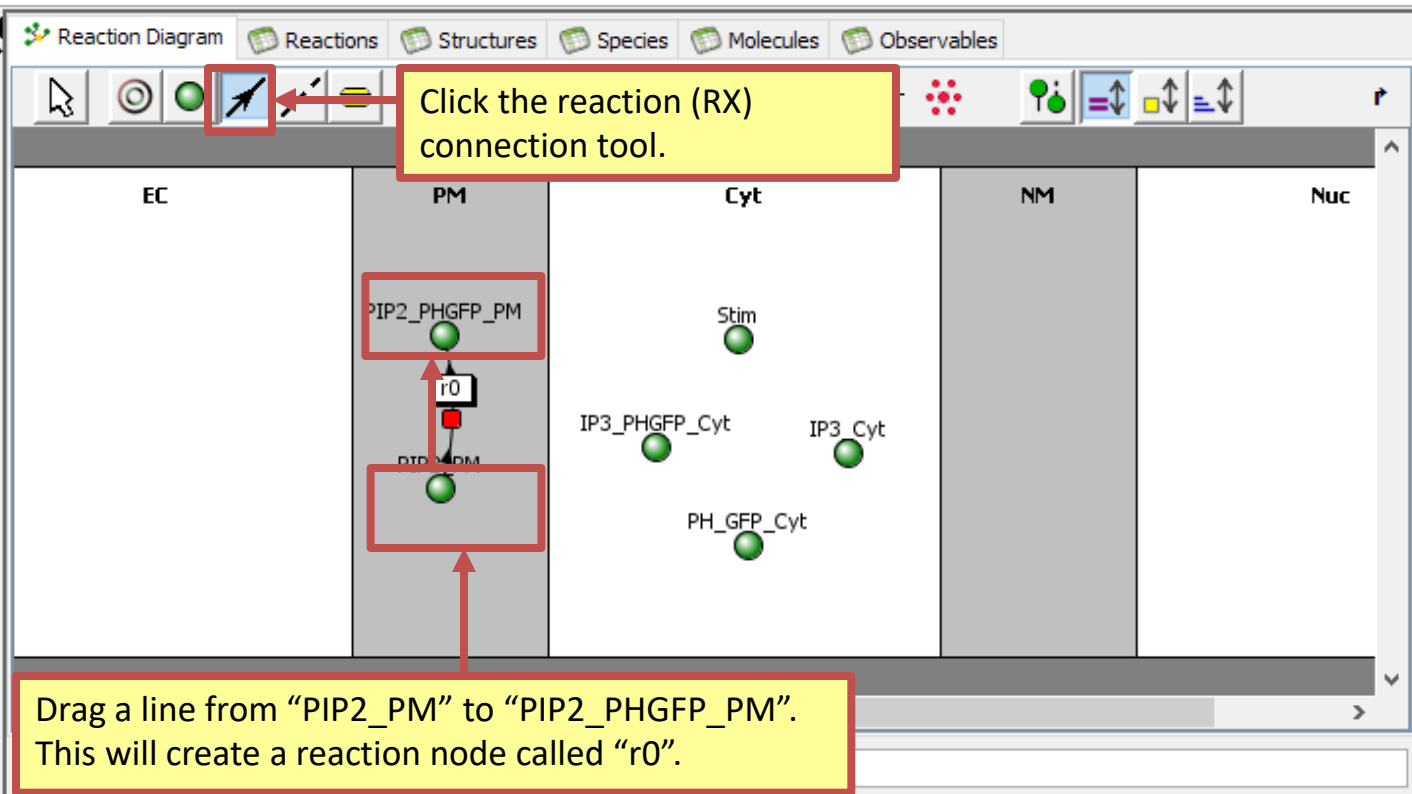 Reaction Diagram Reactions Structures Species Molecules Observables
Click the reaction (RX)
connection tool.
EC PM Cyt NM Nuc
PIP2_PHGFP_PM
Stim
r0
IP3_PHGFP_Cyt
IP3_Cyt
PIP2_PM
PH_GFP_Cyt
Drag a line from “PIP2_PM” to “PIP2_PHGFP_PM”.
This will create a reaction node called “r0”.